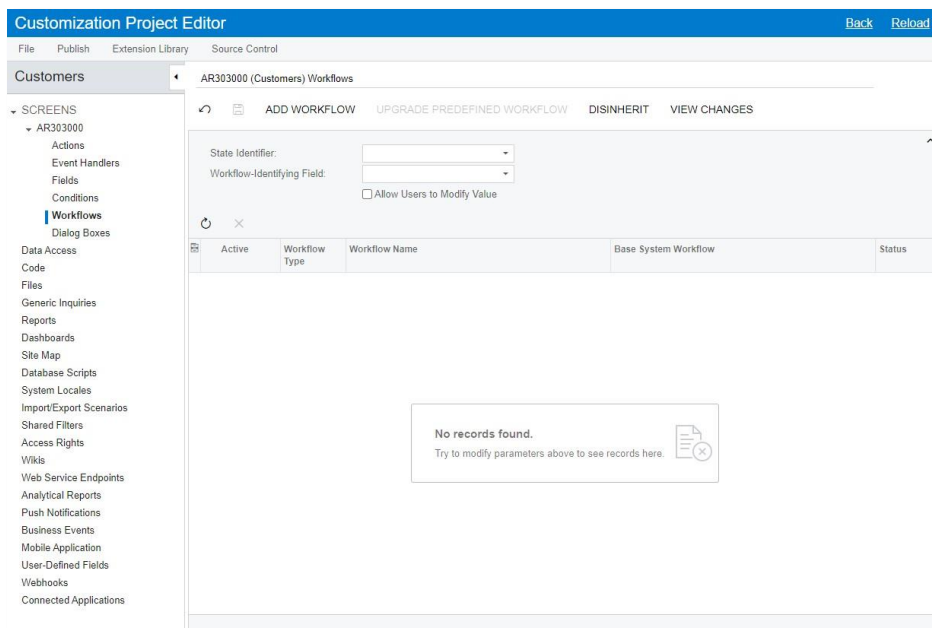 Customization Project Editor
Back Reload
File Publish Extension Library Source Control
Customers
AR303000 (Customers) Workflows
SCREENS
AR303000
Actions
Event Handlers
Fields
Conditions
Workflows
Dialog Boxes
Data Access
Code
Files
Generic Inquiries
Reports
Dashboards
Site Map
Database Scripts
System Locales
Import/Export Scenarios
Shared Filters
Access Rights
Wikis
Web Service Endpoints
Analytical Reports
Push Notifications
Business Events
Mobile Application
User-Defined Fields
Webhooks
Connected Applications
ADD WORKFLOW UPGRADE PREDEFINED WORKFLOW DISINHERIT VIEW CHANGES
State Identifier:
Workflow-Identifying Field:
Allow Users to Modify Value
Active Workflow Type Workflow Name Base System Workflow Status
No records found.
Try to modify parameters above to see records here.